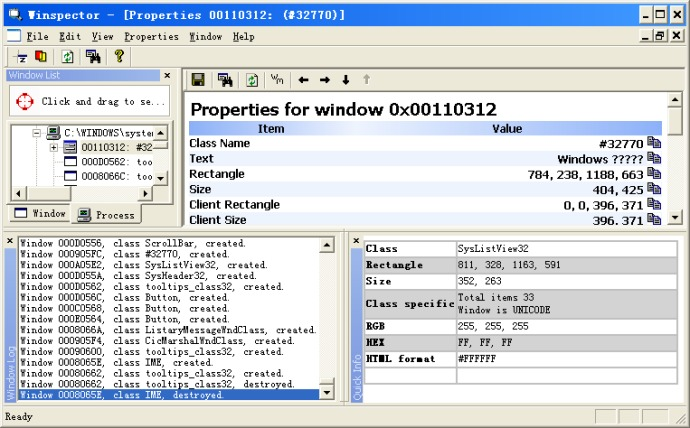 Winspector - [Properties 00110312: (#32770)]
File Edit View Properties Window Help
Window List
Click and drag to se...
C:\WINDOWS\system
00110312: #32
000D0562: too
0008066C: too
Window Process
Properties for window 0x00110312
Item Value
Class Name #32770
Text Windows ?????
Rectangle 784, 238, 1188, 663
Size 404, 425
Client Rectangle 0, 0, 396, 371
Client Size 396, 371
Window Log
Window 000D0556, class ScrollBar, created.
Window 000905FC, class #32770, created.
Window 000A05E2, class SysListView32, created.
Window 000D055A, class SysHeader32, created.
Window 000D0562, class tooltips_class32, created.
Window 000D056C, class Button, created.
Window 000C0568, class Button, created.
Window 000E0564, class Button, created.
Window 0008066A, class ListaryMessageWndClass, created.
Window 000905F4, class CicMarshalWndClass, created.
Window 00090600, class tooltips_class32, created.
Window 0008065E, class IME, created.
Window 00080662, class tooltips_class32, created.
Window 00080662, class tooltips_class32, destroyed.
Window 0008065E, class IME, destroyed.
Quick Info
Class SysListView32
Rectangle 811, 328, 1163, 591
Size 352, 263
Class specific Total items 33
Window is UNICODE
RGB 255, 255, 255
HEX FF, FF, FF
HTML format #FFFFFF
Ready